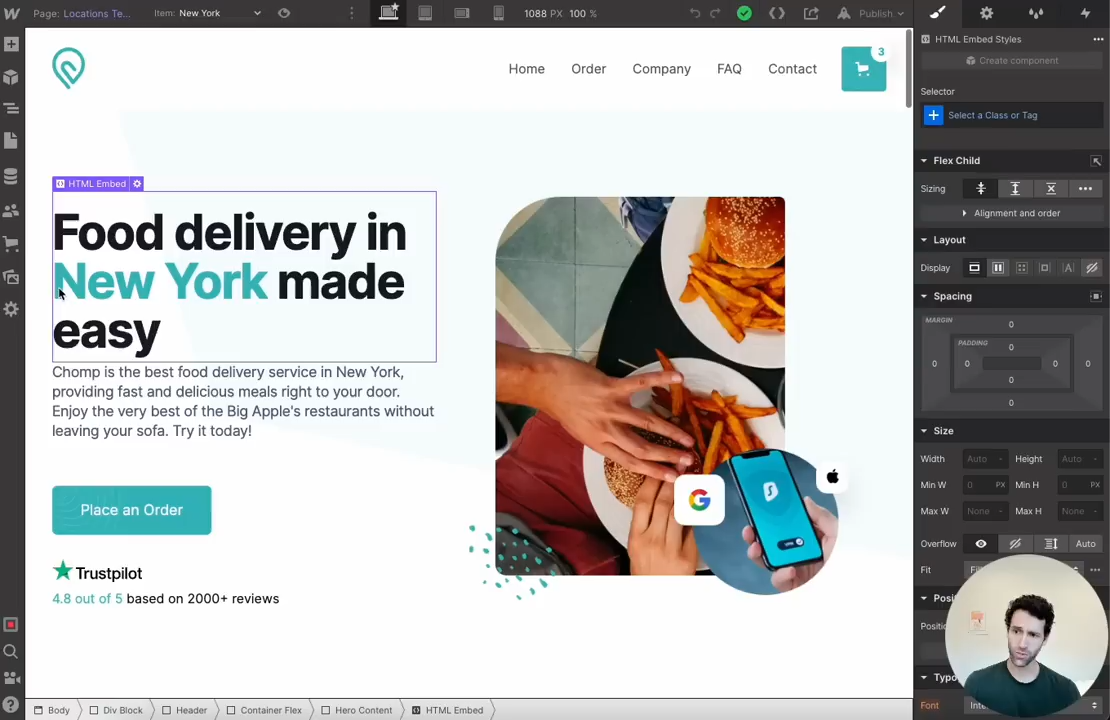 Page: Locations Te...
Item: New York
1088 PX 100 %
Publish
Home
Order
Company
FAQ
Contact
3
HTML Embed
Food delivery in
New York made
easy
Chomp is the best food delivery service in New York,
providing fast and delicious meals right to your door.
Enjoy the very best of the Big Apple's restaurants without
leaving your sofa. Try it today!
Place an Order
Trustpilot
4.8 out of 5 based on 2000+ reviews
Body
Div Block
Header
Container Flex
Hero Content
HTML Embed
HTML Embed Styles
Create component
Selector
Select a Class or Tag
Flex Child
Sizing
Alignment and order
Layout
Display
Spacing
MARGIN
0
PADDING
0
0 0 0 0
0
0
Size
Width Auto - Height Auto -
Min W 0 PX Min H 0 PX
Max W None - Max H None -
Overflow Auto
Fit
Font